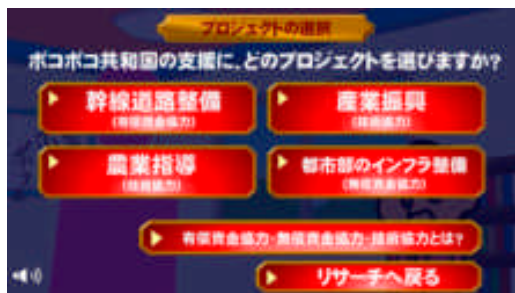 プロジェクトの選択
ポコポコ共和国の支援に、どのプロジェクトを選びますか?
幹線道路整備
(有償資金協力)
産業振興
(技術協力)
農業指導
(技術協力)
都市部のインフラ整備
(無償資金協力)
有償資金協力・無償資金協力・技術協力とは?
リサーチへ戻る